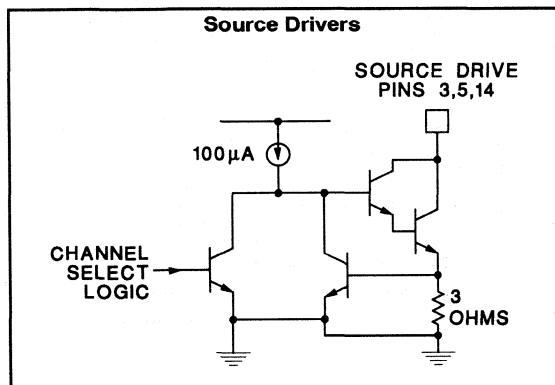 Source Drivers
SOURCE DRIVE
PINS 3,5,14
100µA
CHANNEL
SELECT
LOGIC
3
OHMS